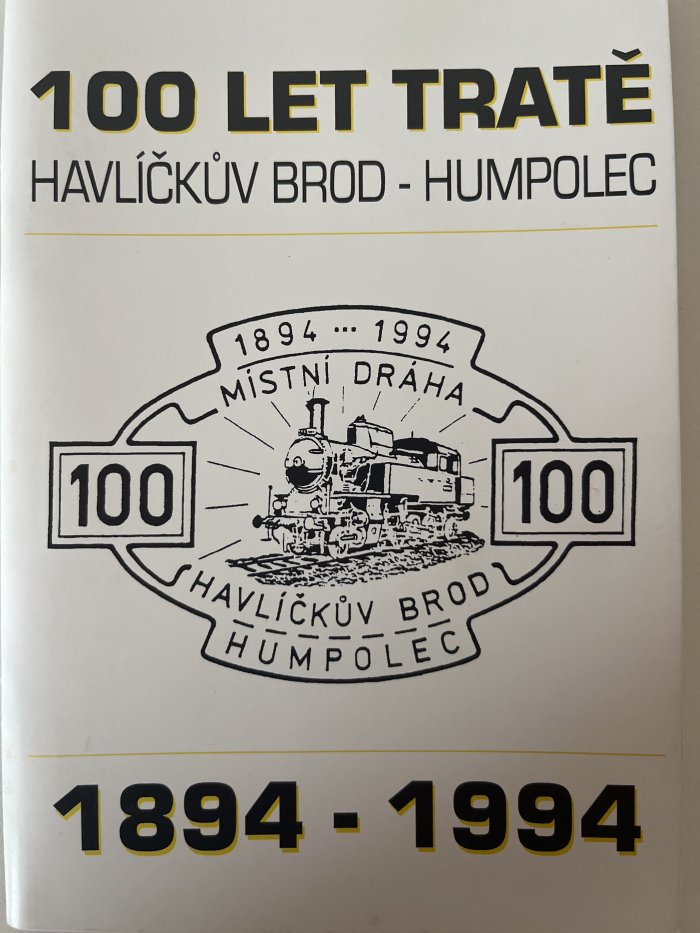 100 LET TRATĚ
HAVLÍČKŮV BROD - HUMPOLEC
1894 ... 1994
MÍSTNÍ DRÁHA
100
100
HAVLÍČKŮV BROD
HUMPOLEC
1894 - 1994